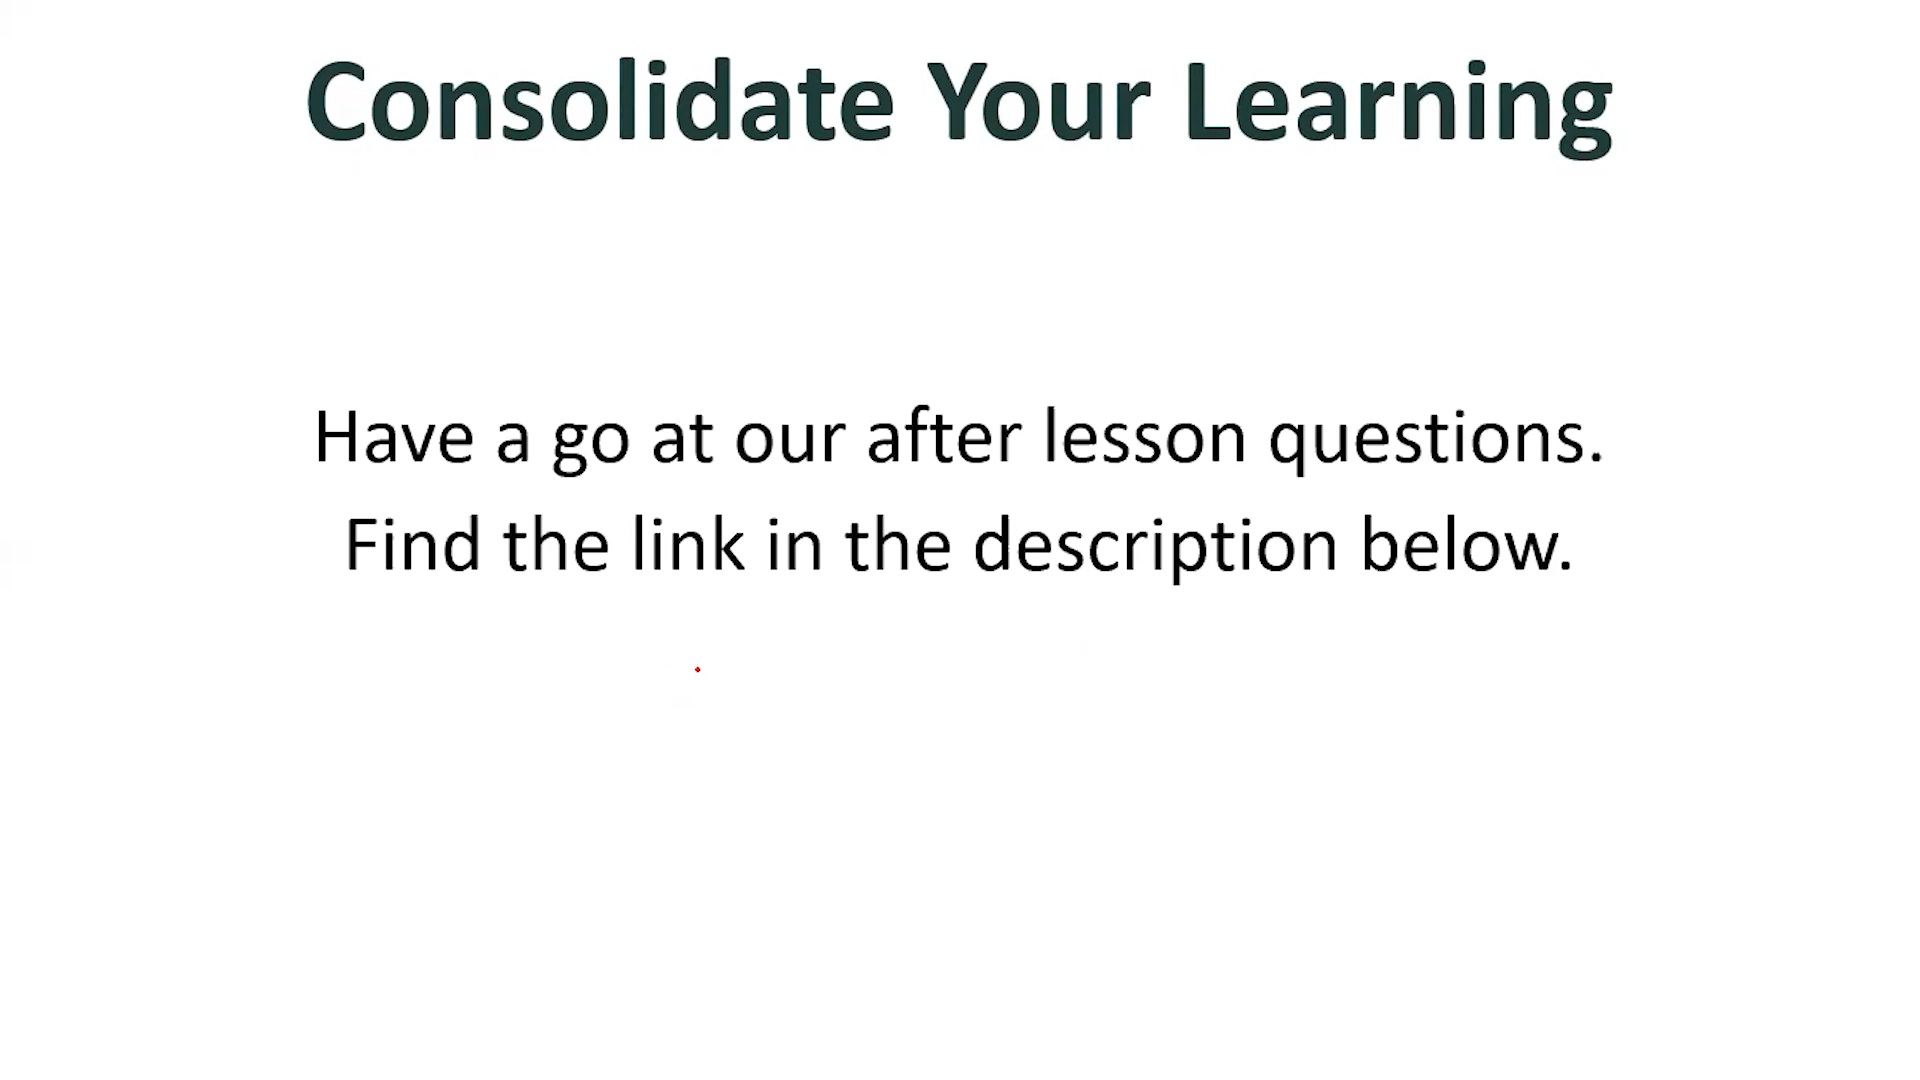 Consolidate Your Learning
Have a go at our after lesson questions.
Find the link in the description below.